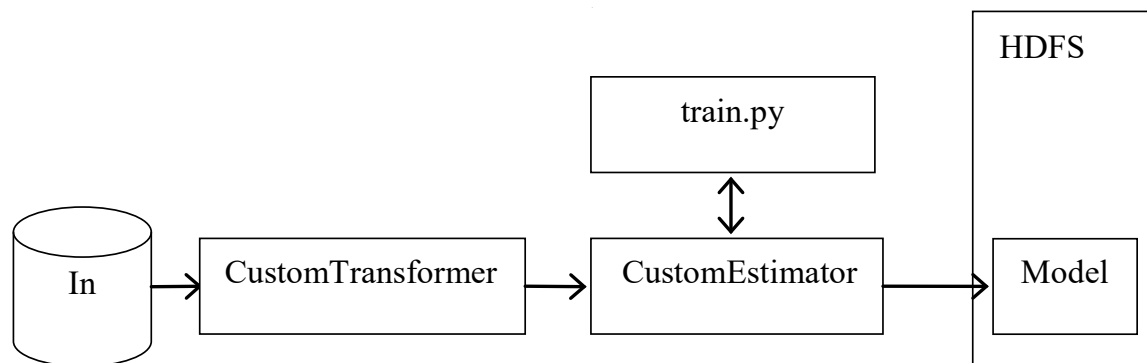 HDFS
train.py
In
CustomTransformer
CustomEstimator
Model